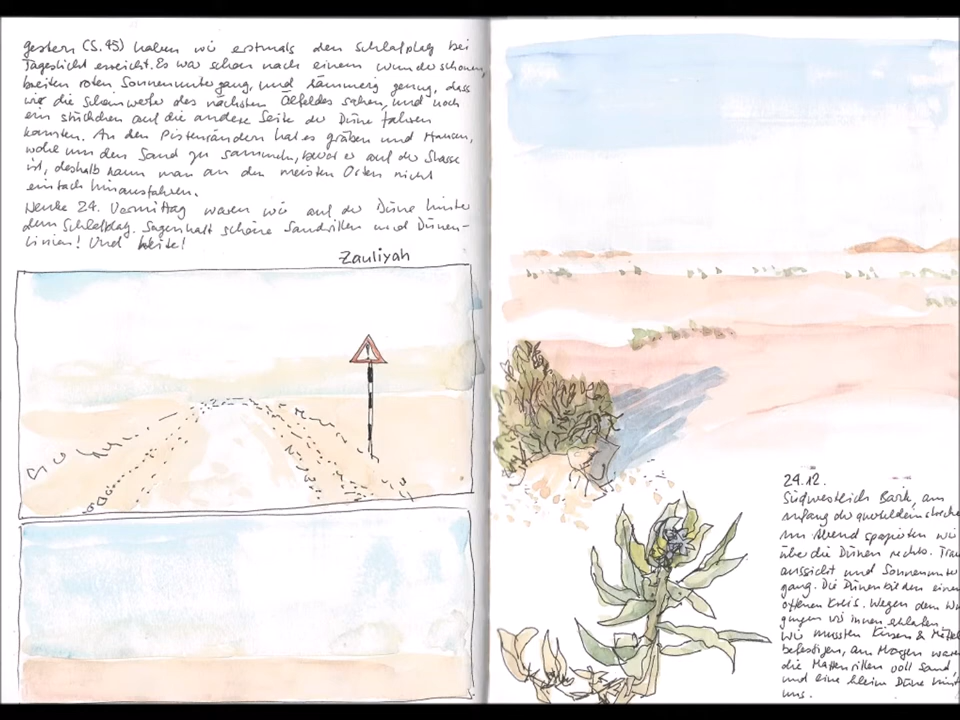 gestern (S. 45) haben wir erstmals den Schlafplatz bei
Tageslicht erreicht. Es war schon nach einem wunderschönen,
breiten roten Sonnenuntergang, und dämmerig genug, dass
wir die Scheinwerfer des nächsten Ölfeldes sahen, und noch
ein stückchen auf die andere Seite der Düne fahren
konnten. An den Pistenrändern hat es gräben und
wohl um den Sand zu sammeln, bevor er auf der Strasse
ist, deshalb kann man an den meisten Orten nicht
einfach hinausfahren.
Heute 24. Vormittag waren wir auf der Düne hinter
dem Schlafplatz. Sagenhaft schöne Sandrillen und Dünen-
linien! Und Weite!
Zauliyah
24.12.
Südwestlich Bark, am
anfang der
Am Abend spazierten wir
über die Dünen rechts.
aussicht und Sonnenunter
gang. Die Dünen bilden einen
offenen Kreis. Wegen dem
gingen wir innen schlafen,
wir mussten Kissen &
befestigen, am Morgen waren
die Mattenrillen voll Sand,
und eine kleine Düne hinter
uns.